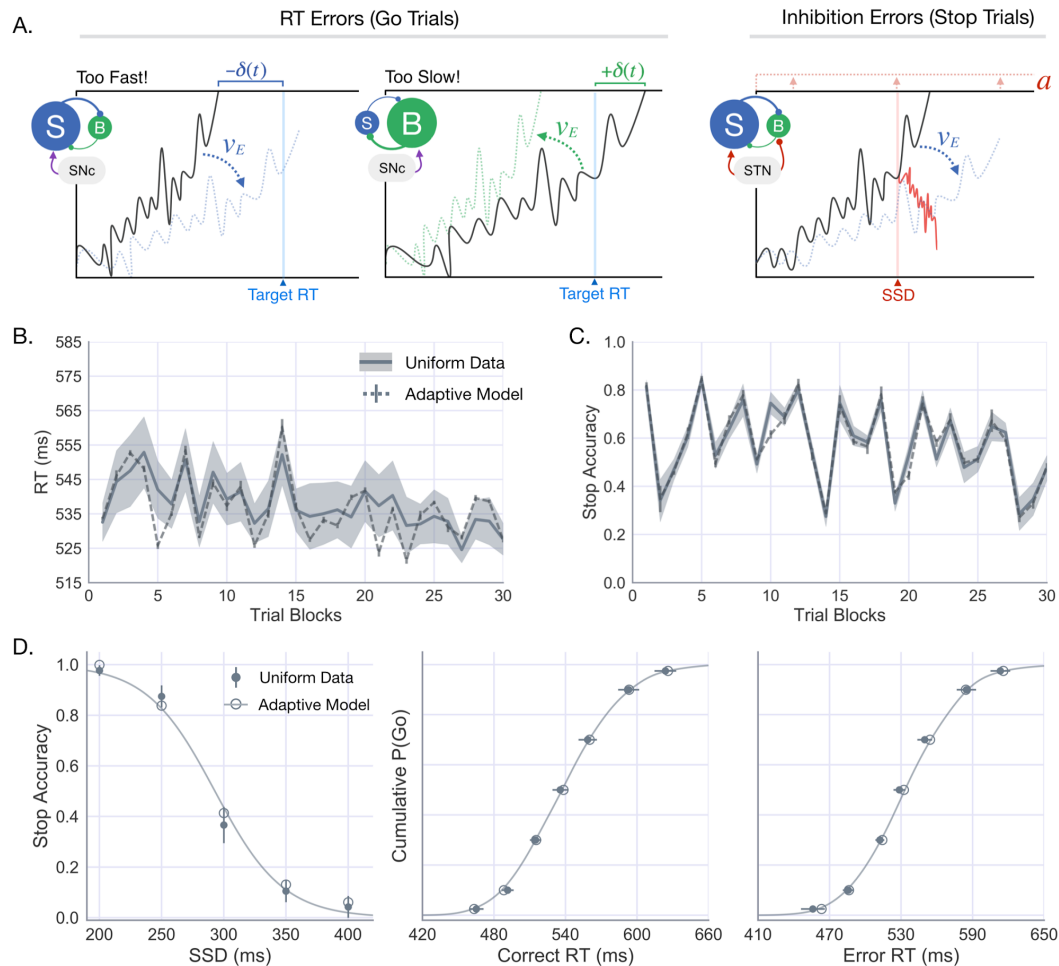 A.
RT Errors (Go Trials)
Inhibition Errors (Stop Trials)
Too Fast!
−δ(t)
Too Slow!
+δ(t)
a
S
B
SNc
v_E
Target RT
S
B
SNc
v_E
Target RT
S
B
STN
v_E
SSD
B.
585
575
565
555
545
535
525
515
RT (ms)
Uniform Data
Adaptive Model
0 5 10 15 20 25 30
Trial Blocks
C.
1.0
0.8
0.6
0.4
0.2
0.0
Stop Accuracy
0 5 10 15 20 25 30
Trial Blocks
D.
1.0
0.8
0.6
0.4
0.2
0.0
Stop Accuracy
Uniform Data
Adaptive Model
200 250 300 350 400
SSD (ms)
Cumulative P(Go)
420 480 540 600 660
Correct RT (ms)
410 470 530 590 650
Error RT (ms)